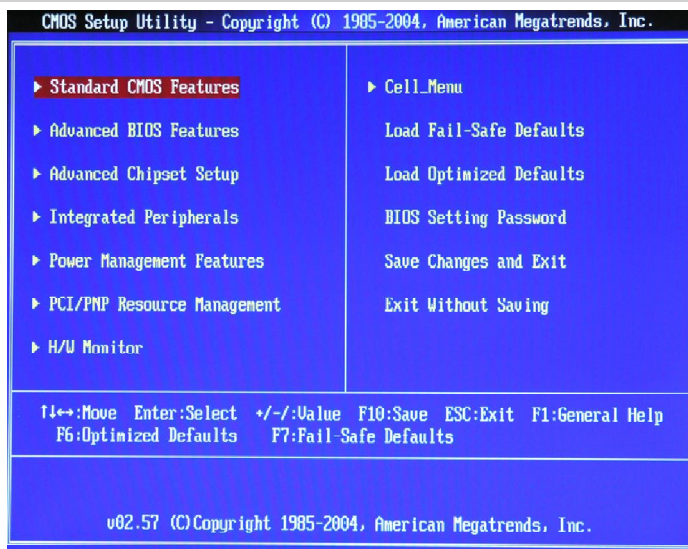 CMOS Setup Utility - Copyright (C) 1985-2004, American Megatrends, Inc.
▶ Standard CMOS Features
▶ Advanced BIOS Features
▶ Advanced Chipset Setup
▶ Integrated Peripherals
▶ Power Management Features
▶ PCI/PNP Resource Management
▶ H/W Monitor
▶ Cell_Menu
Load Fail-Safe Defaults
Load Optimized Defaults
BIOS Setting Password
Save Changes and Exit
Exit Without Saving
↑↓↔:Move Enter:Select +/-/:Value F10:Save ESC:Exit F1:General Help
F6:Optimized Defaults F7:Fail-Safe Defaults
v02.57 (C)Copyright 1985-2004, American Megatrends, Inc.